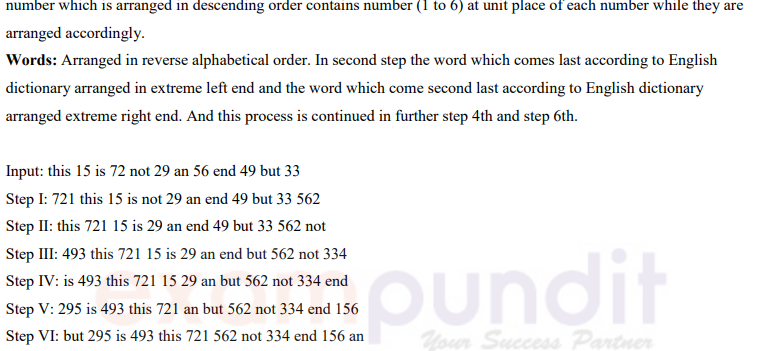 number which is arranged in descending order contains number (1 to 6) at unit place of each number while they are
arranged accordingly.
Words: Arranged in reverse alphabetical order. In second step the word which comes last according to English
dictionary arranged in extreme left end and the word which come second last according to English dictionary
arranged extreme right end. And this process is continued in further step 4th and step 6th.
Input: this 15 is 72 not 29 an 56 end 49 but 33
Step I: 721 this 15 is not 29 an end 49 but 33 562
Step II: this 721 15 is 29 an end 49 but 33 562 not
Step III: 493 this 721 15 is 29 an end but 562 not 334
Step IV: is 493 this 721 15 29 an but 562 not 334 end
Step V: 295 is 493 this 721 an but 562 not 334 end 156
Step VI: but 295 is 493 this 721 562 not 334 end 156 an
exampundit
Your Success Partner